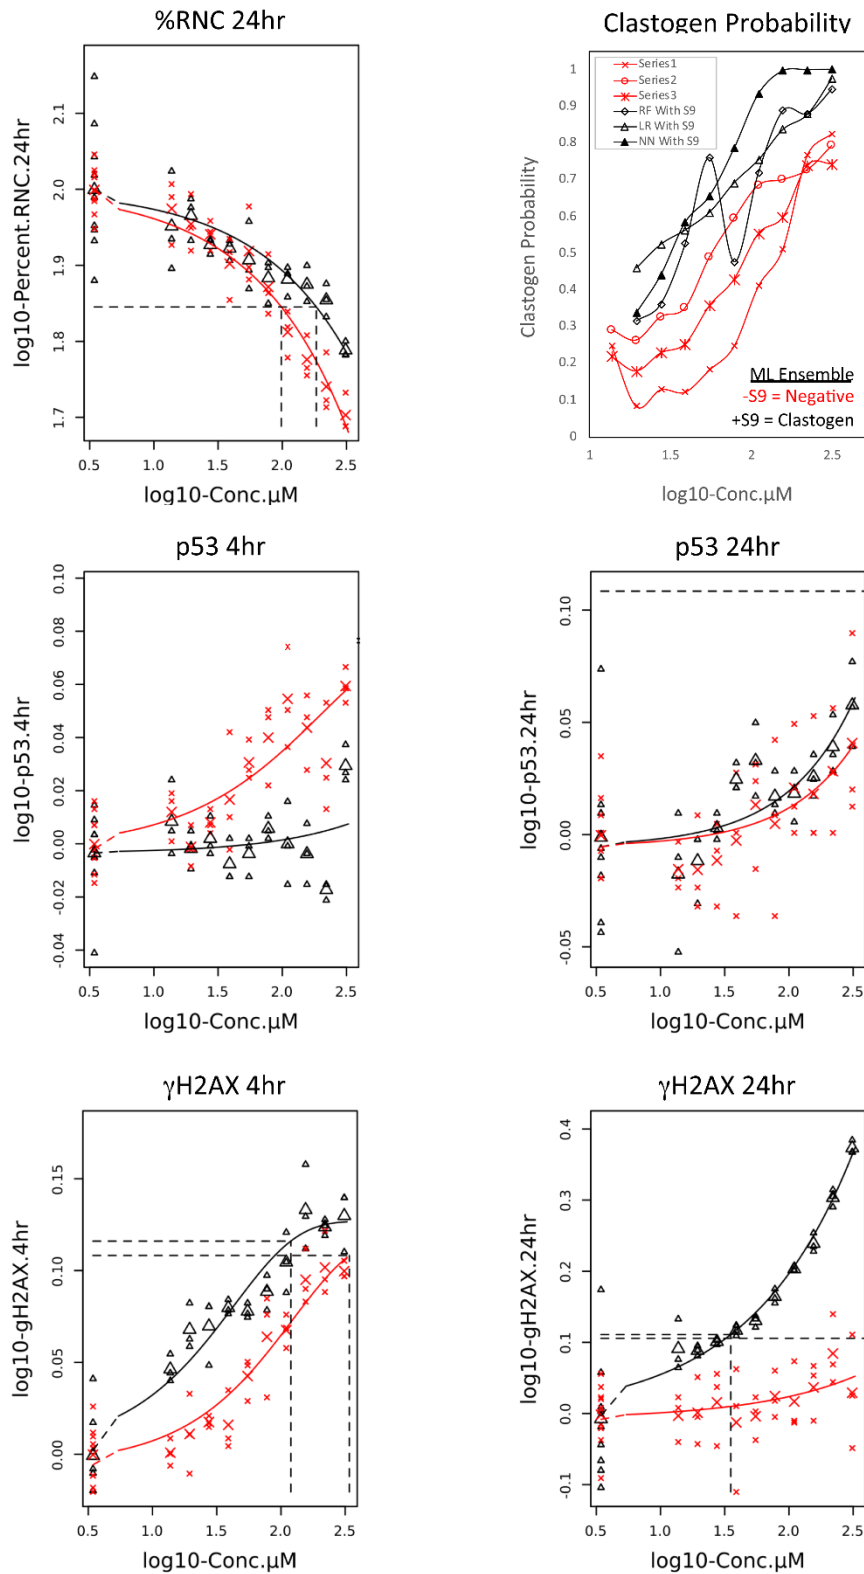 %RNC 24hr
log10-Percent.RNC.24hr
2.1
2.0
1.9
1.8
1.7
0.5 1.0 1.5 2.0 2.5
log10-Conc.µM
Clastogen Probability
Clastogen Probability
1
0.9
0.8
0.7
0.6
0.5
0.4
0.3
0.2
0.1
0
Series1
Series2
Series3
RF With S9
LR With S9
NN With S9
ML Ensemble
-S9 = Negative
+S9 = Clastogen
1 1.5 2 2.5
log10-Conc.µM
p53 4hr
log10-p53.4hr
0.10
0.08
0.06
0.04
0.02
0.00
-0.02
-0.04
0.5 1.0 1.5 2.0 2.5
log10-Conc.µM
p53 24hr
log10-p53.24hr
0.10
0.05
0.00
-0.05
0.5 1.0 1.5 2.0 2.5
log10-Conc.µM
γH2AX 4hr
log10-gH2AX.4hr
0.15
0.10
0.05
0.00
0.5 1.0 1.5 2.0 2.5
log10-Conc.µM
γH2AX 24hr
log10-gH2AX.24hr
0.4
0.3
0.2
0.1
0.0
-0.1
0.5 1.0 1.5 2.0 2.5
log10-Conc.µM